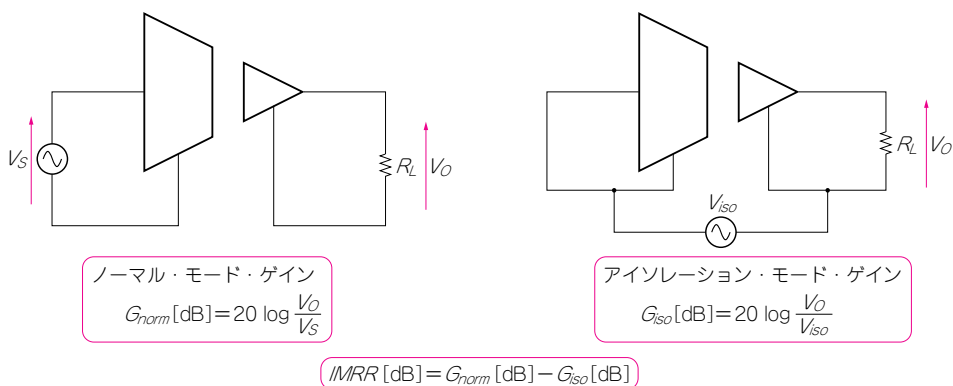 V_S
R_L
V_O
ノーマル・モード・ゲイン
G_norm[dB]=20 log V_O/V_S
R_L
V_O
V_iso
アイソレーション・モード・ゲイン
G_iso[dB]=20 log V_O/V_iso
IMRR [dB]=G_norm [dB]−G_iso [dB]